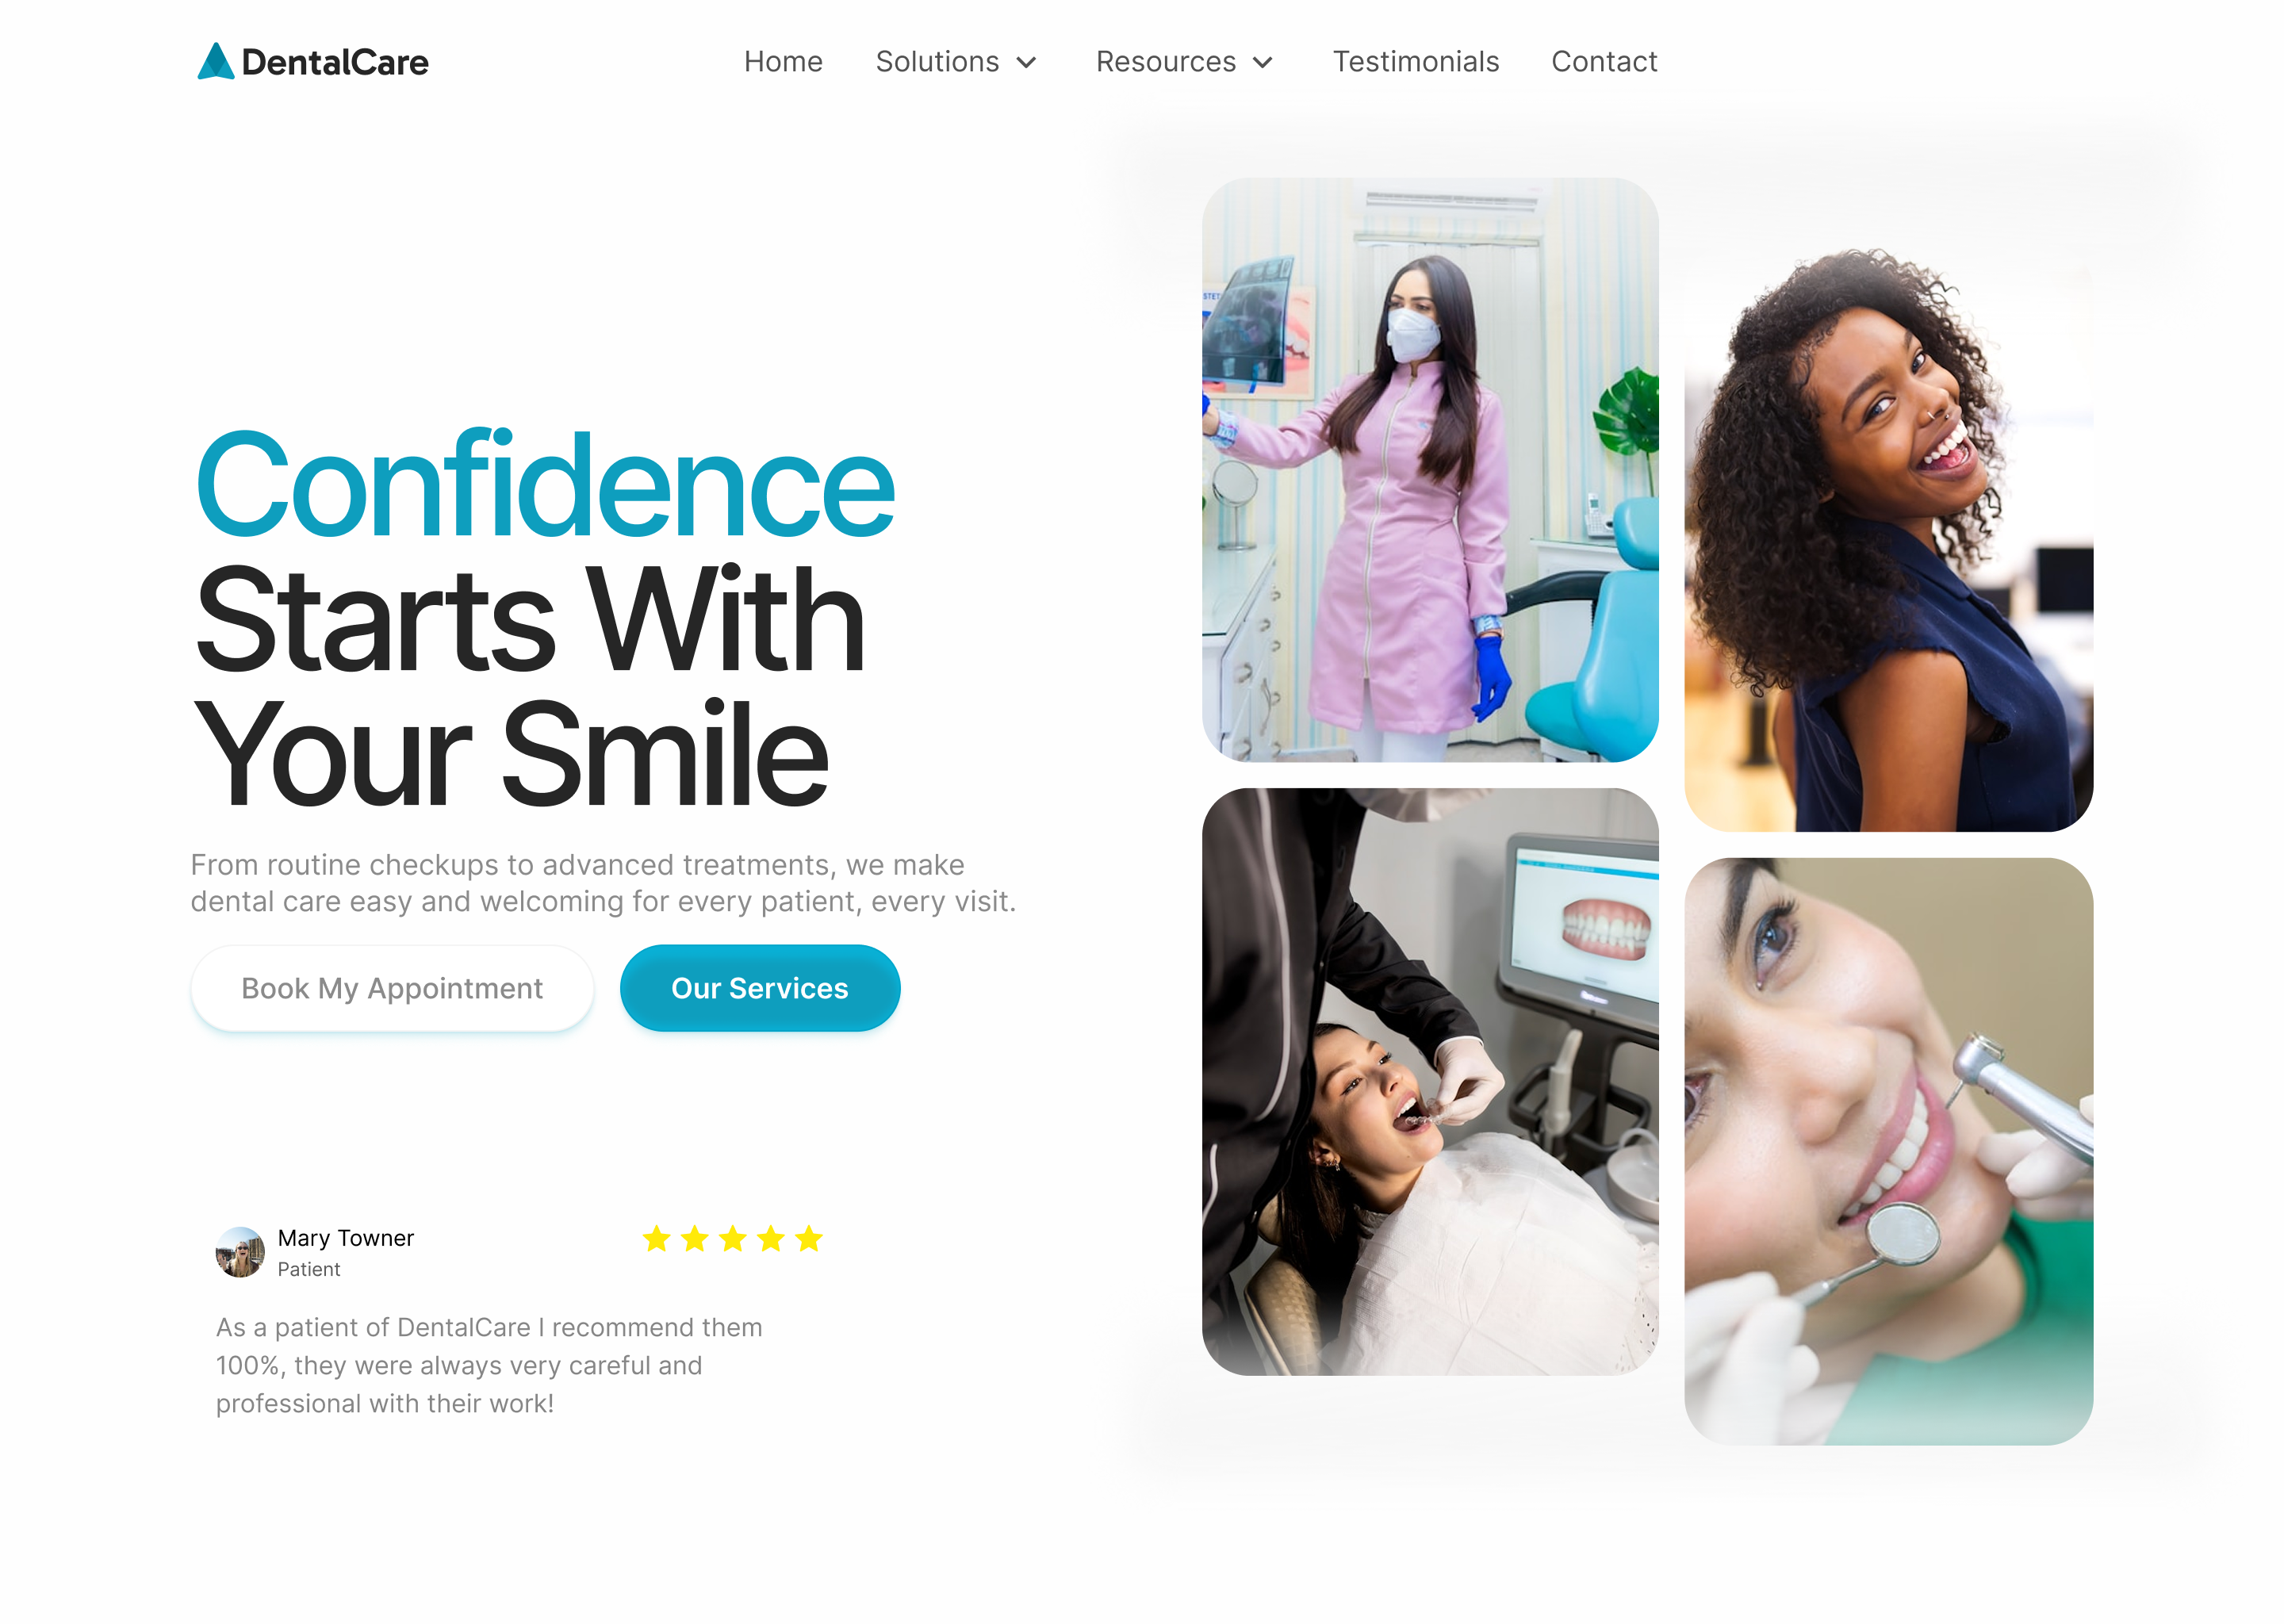 DentalCare
Home
Solutions
Resources
Testimonials
Contact
Confidence
Starts With
Your Smile
From routine checkups to advanced treatments, we make
dental care easy and welcoming for every patient, every visit.
Book My Appointment
Our Services
Mary Towner
Patient
As a patient of DentalCare I recommend them
100%, they were always very careful and
professional with their work!